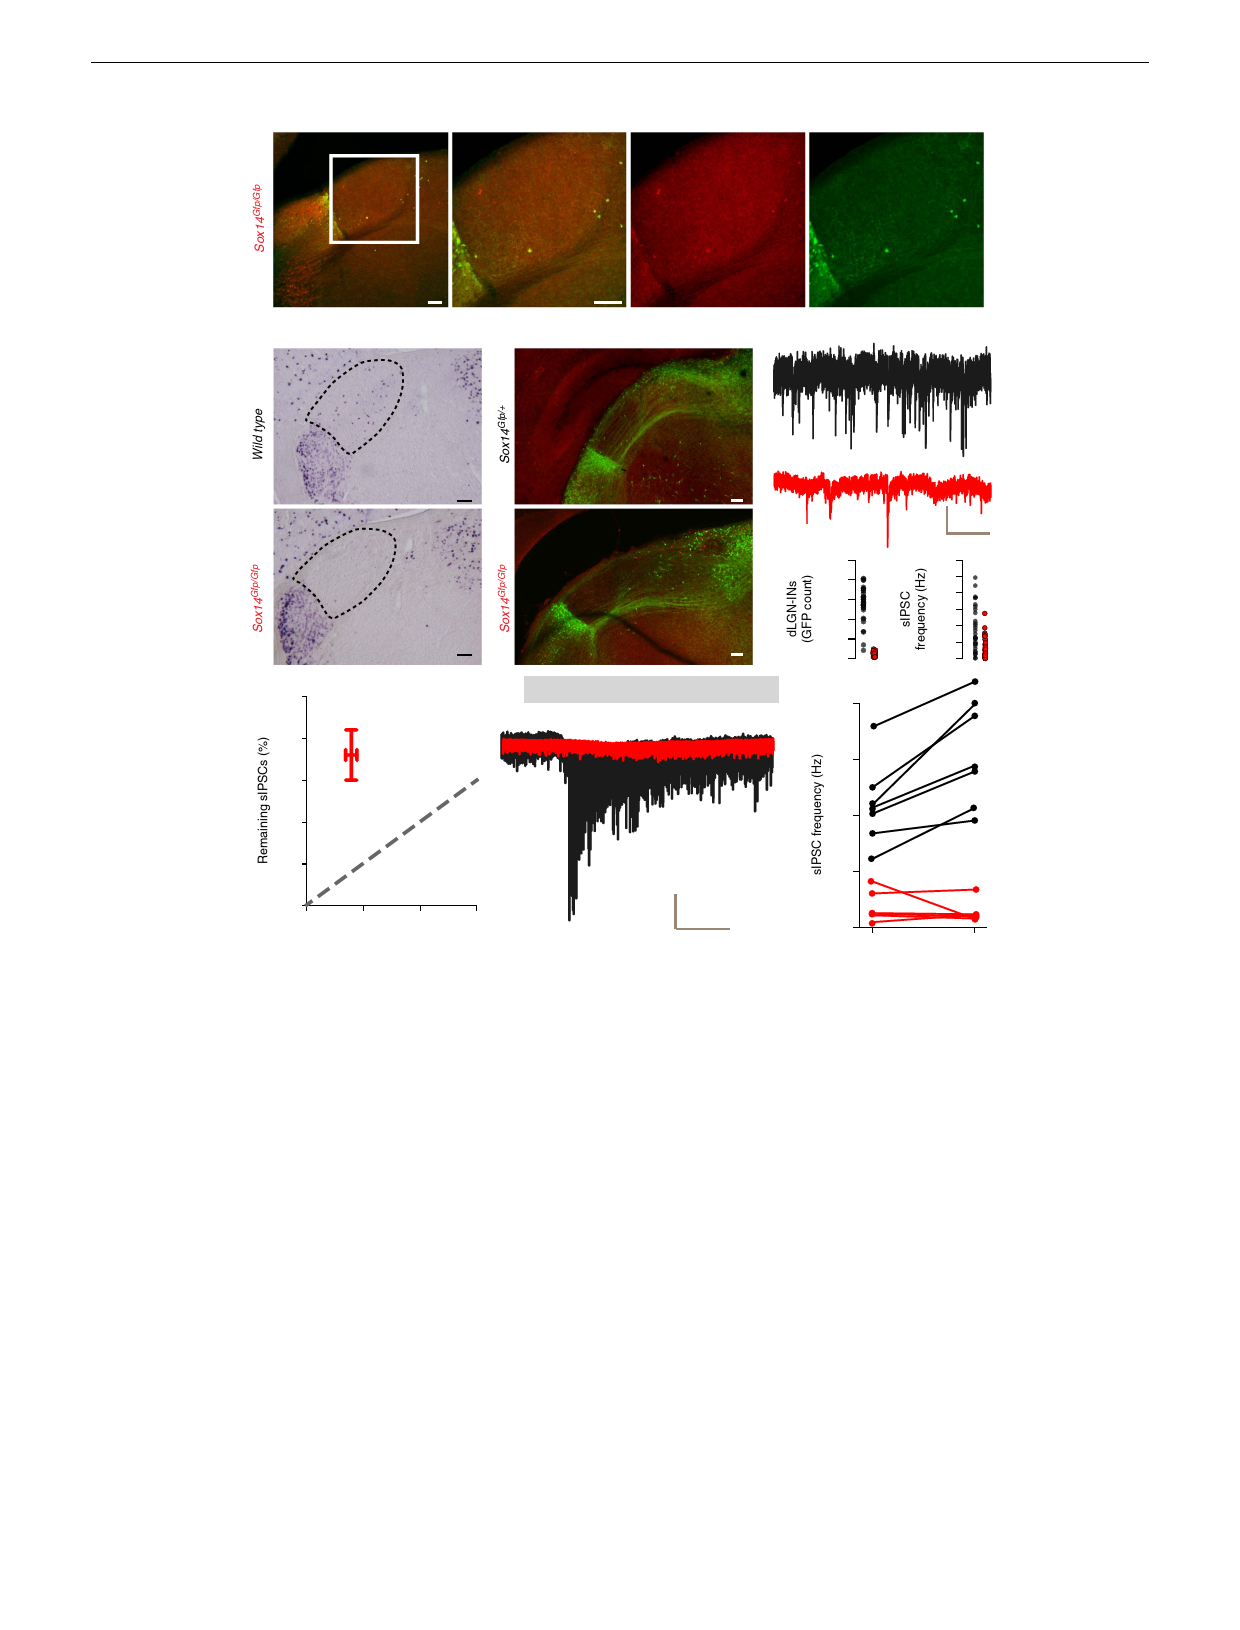 Sox14Gfp/Gfp
Wild type
Sox14Gfp/+
Sox14Gfp/Gfp
Sox14Gfp/Gfp
dLGN-INs
(GFP count)
sIPSC
frequency (Hz)
Remaining sIPSCs (%)
sIPSC frequency (Hz)